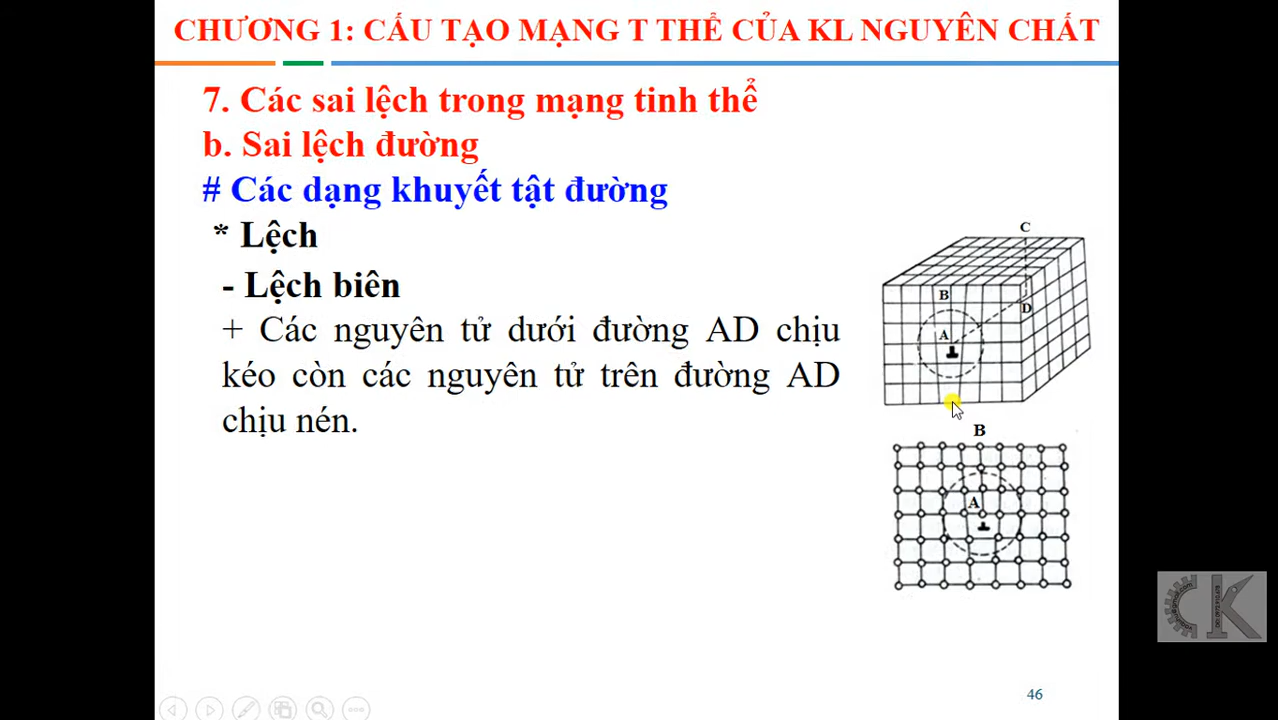 CHƯƠNG 1: CẤU TẠO MẠNG T THỂ CỦA KL NGUYÊN CHẤT
7. Các sai lệch trong mạng tinh thể
b. Sai lệch đường
# Các dạng khuyết tật đường
* Lệch
- Lệch biên
+ Các nguyên tử dưới đường AD chịu
kéo còn các nguyên tử trên đường AD
chịu nén.
C
B
D
A
B
A
46